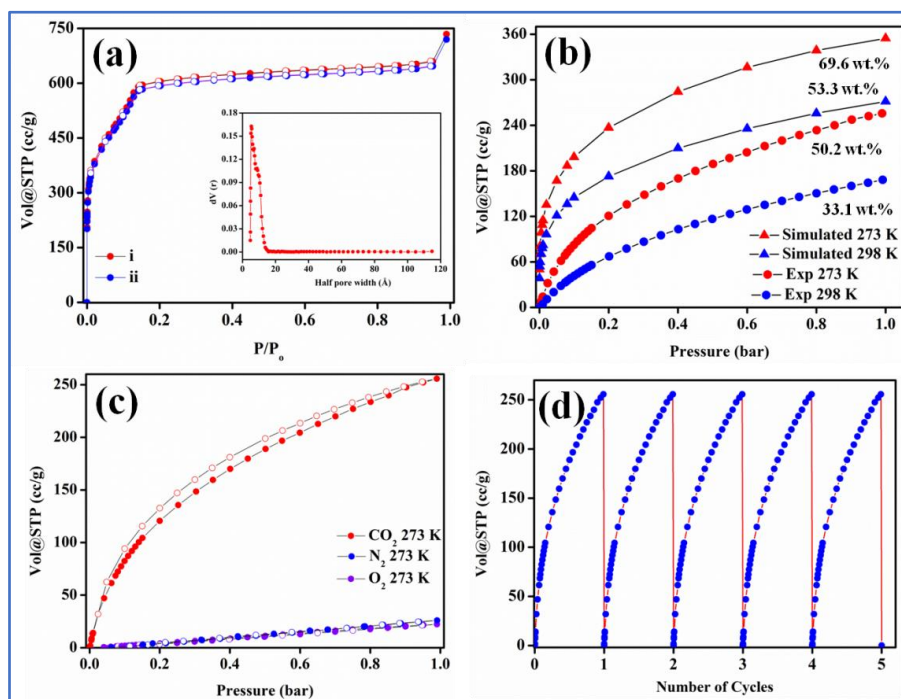 (a)
750
600
450
300
150
0
Vol@STP (cc/g)
0.0 0.2 0.4 0.6 0.8 1.0
P/Po
i
ii
0.18
0.15
0.12
0.09
0.06
0.03
0.00
dV (r)
0 20 40 60 80 100 120
Half pore width (Å)
(b)
360
300
240
180
120
60
0
Vol@STP (cc/g)
69.6 wt.%
53.3 wt.%
50.2 wt.%
33.1 wt.%
Simulated 273 K
Simulated 298 K
Exp 273 K
Exp 298 K
0.0 0.2 0.4 0.6 0.8 1.0
Pressure (bar)
(c)
250
200
150
100
50
0
Vol@STP (cc/g)
CO2 273 K
N2 273 K
O2 273 K
0.0 0.2 0.4 0.6 0.8 1.0
Pressure (bar)
(d)
250
200
150
100
50
0
Vol@STP (cc/g)
0 1 2 3 4 5
Number of Cycles